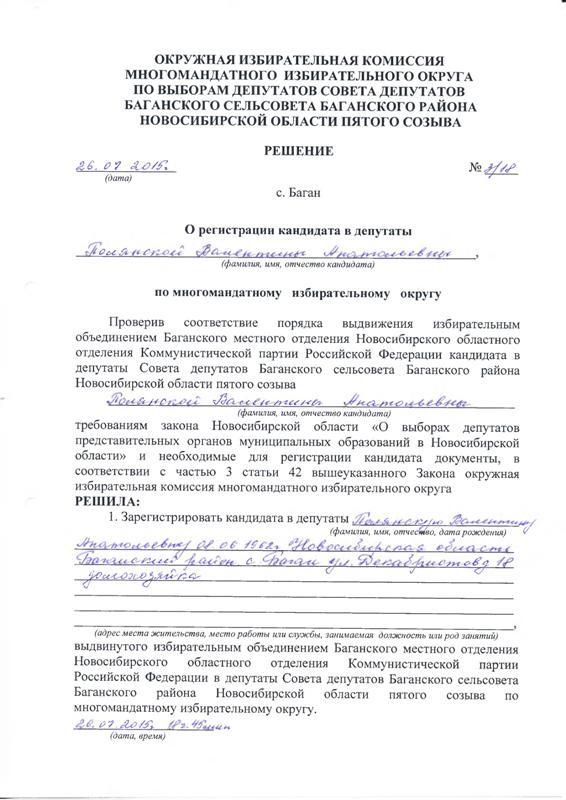 ОКРУЖНАЯ ИЗБИРАТЕЛЬНАЯ КОМИССИЯ
МНОГОМАНДАТНОГО ИЗБИРАТЕЛЬНОГО ОКРУГА
ПО ВЫБОРАМ ДЕПУТАТОВ СОВЕТА ДЕПУТАТОВ
БАГАНСКОГО СЕЛЬСОВЕТА БАГАНСКОГО РАЙОНА
НОВОСИБИРСКОЙ ОБЛАСТИ ПЯТОГО СОЗЫВА
РЕШЕНИЕ
26.07 2015г. № 3/18
(дата)
с. Баган
О регистрации кандидата в депутаты
Полянской Валентины Анатольевны,
(фамилия, имя, отчество кандидата)
по многомандатному избирательному округу
Проверив соответствие порядка выдвижения избирательным
объединением Баганского местного отделения Новосибирского областного
отделения Коммунистической партии Российской Федерации кандидата в
депутаты Совета депутатов Баганского сельсовета Баганского района
Новосибирской области пятого созыва
Полянской Валентины Анатольевны
(фамилия, имя, отчество кандидата)
требованиям закона Новосибирской области «О выборах депутатов
представительных органов муниципальных образований в Новосибирской
области» и необходимые для регистрации кандидата документы, в
соответствии с частью 3 статьи 42 вышеуказанного Закона окружная
избирательная комиссия многомандатного избирательного округа
РЕШИЛА:
1. Зарегистрировать кандидата в депутаты Полянскую Валентину
(фамилия, имя, отчество, дата рождения)
Анатольевну 08.06 1962г, Новосибирская область
Баганский район с. Баган ул. Декабристов д 18
домохозяйка
,
(адрес места жительства, место работы или службы, занимаемая должность или род занятий)
выдвинутого избирательным объединением Баганского местного отделения
Новосибирского областного отделения Коммунистической партии
Российской Федерации в депутаты Совета депутатов Баганского сельсовета
Баганского района Новосибирской области пятого созыва по
многомандатному избирательному округу.
26.07.2015г. 18 ч. 45 мин
(дата, время)